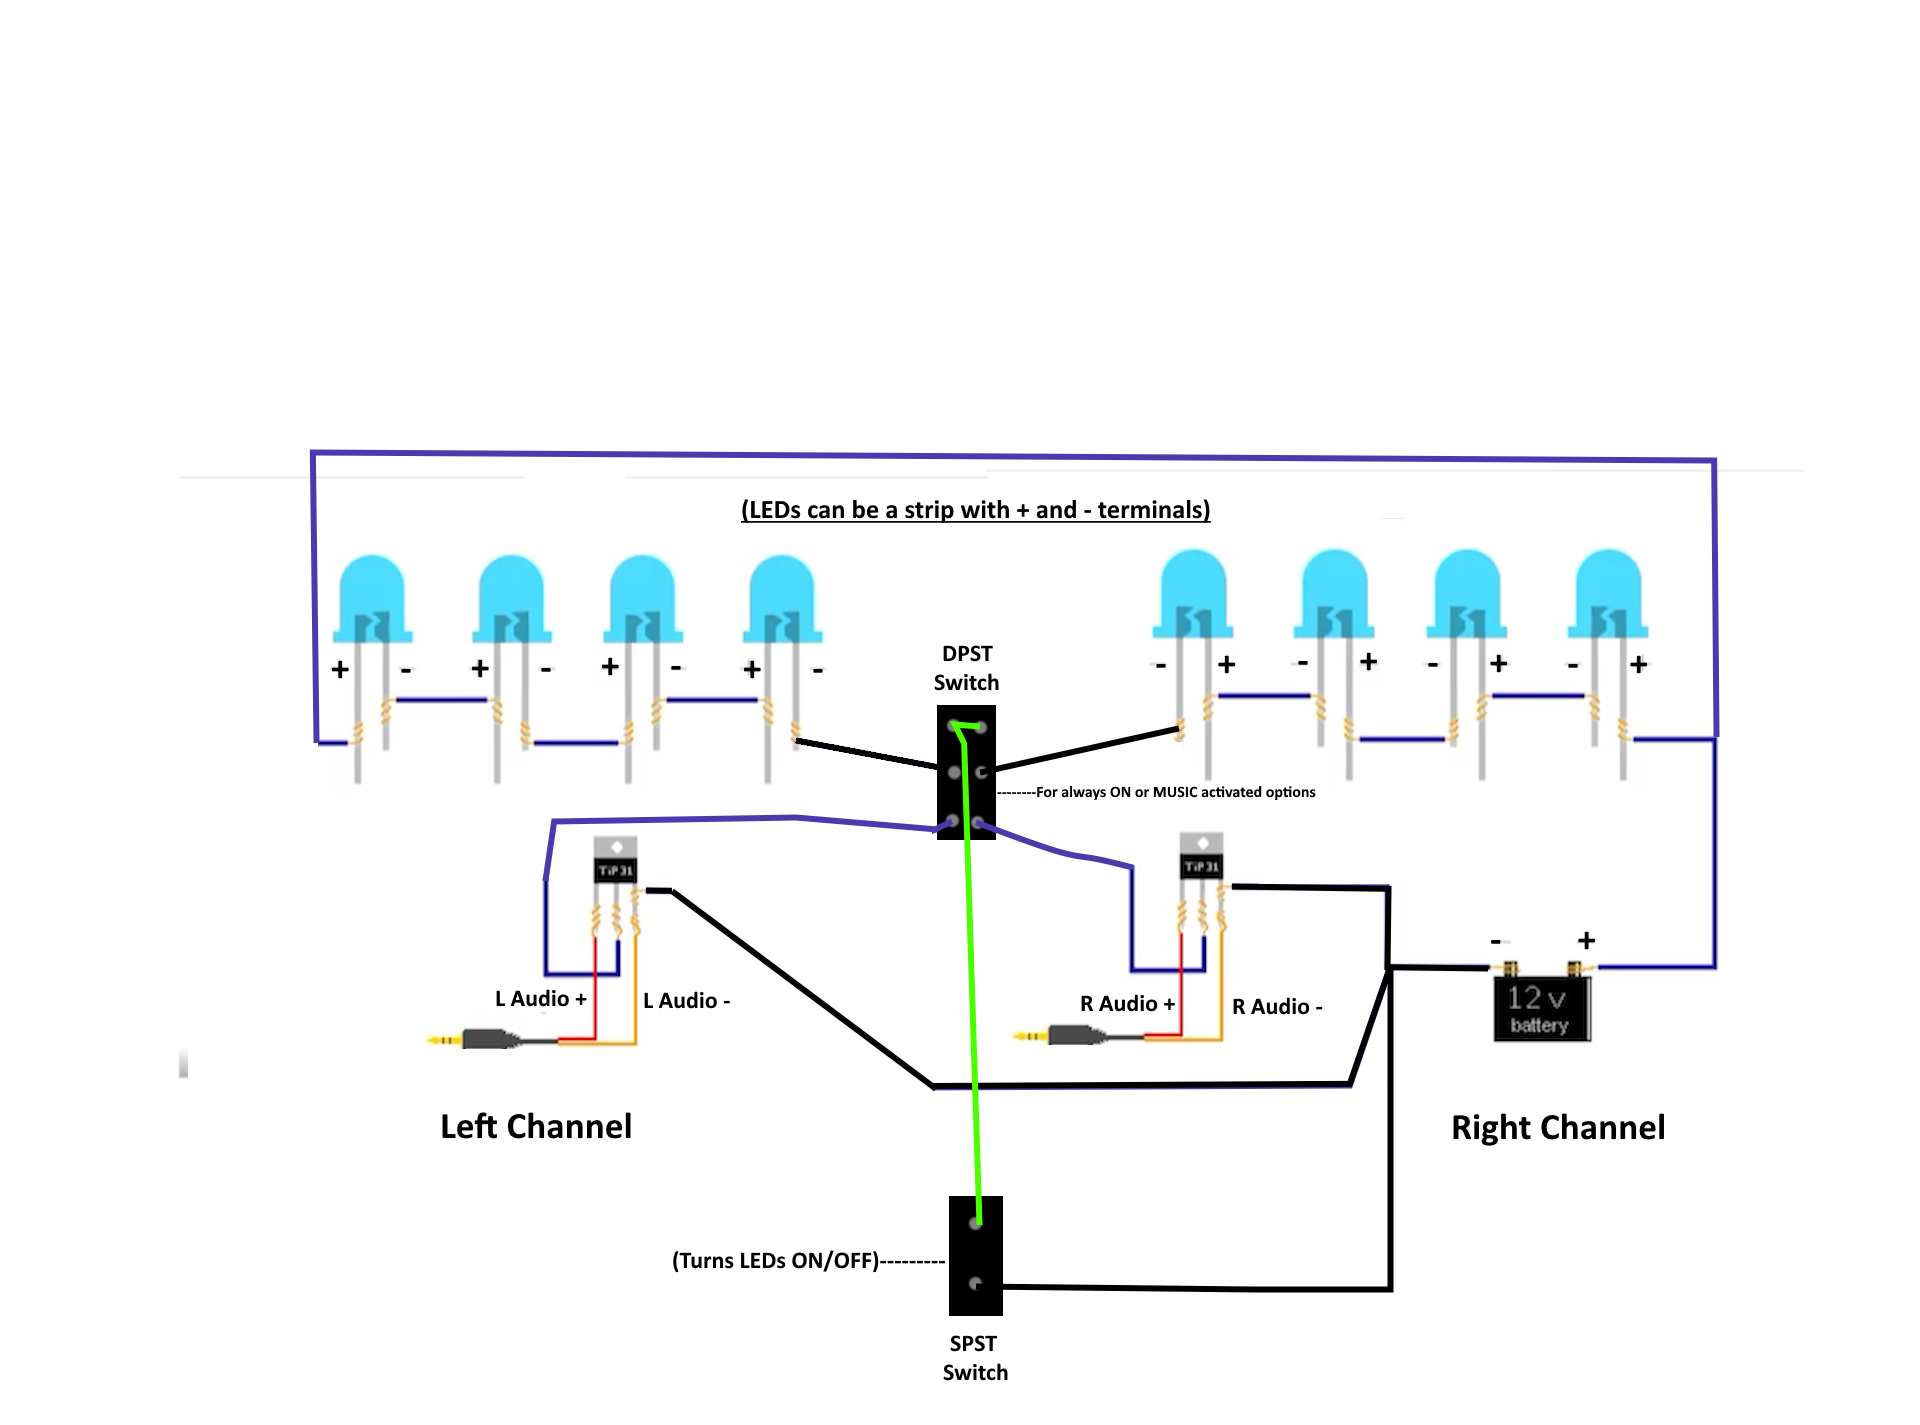 (LEDs can be a strip with + and - terminals)
+ - + - + - + -
- + - + - + - +
DPST
Switch
--------For always ON or MUSIC activated options
TiP31
TiP31
- +
12 v
battery
L Audio + L Audio -
R Audio + R Audio -
Left Channel
Right Channel
(Turns LEDs ON/OFF)---------
SPST
Switch